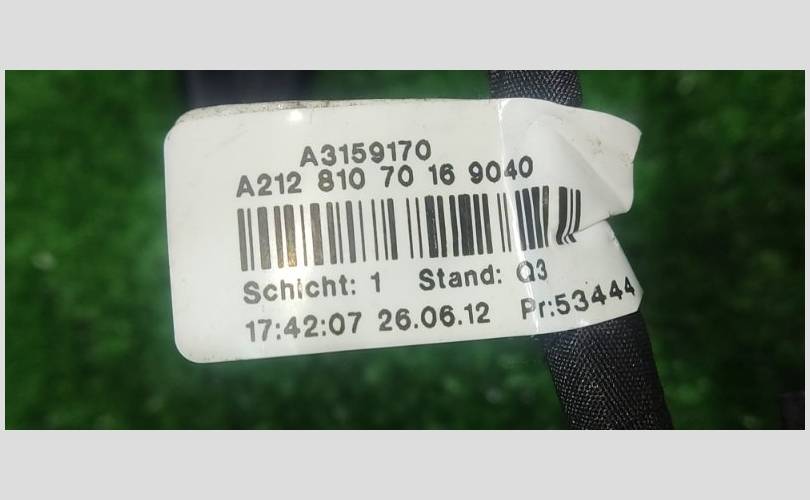 A3159170
A212 810 70 16 9040
Schicht: 1 Stand: Q3
17:42:07 26.06.12 Pr:53444